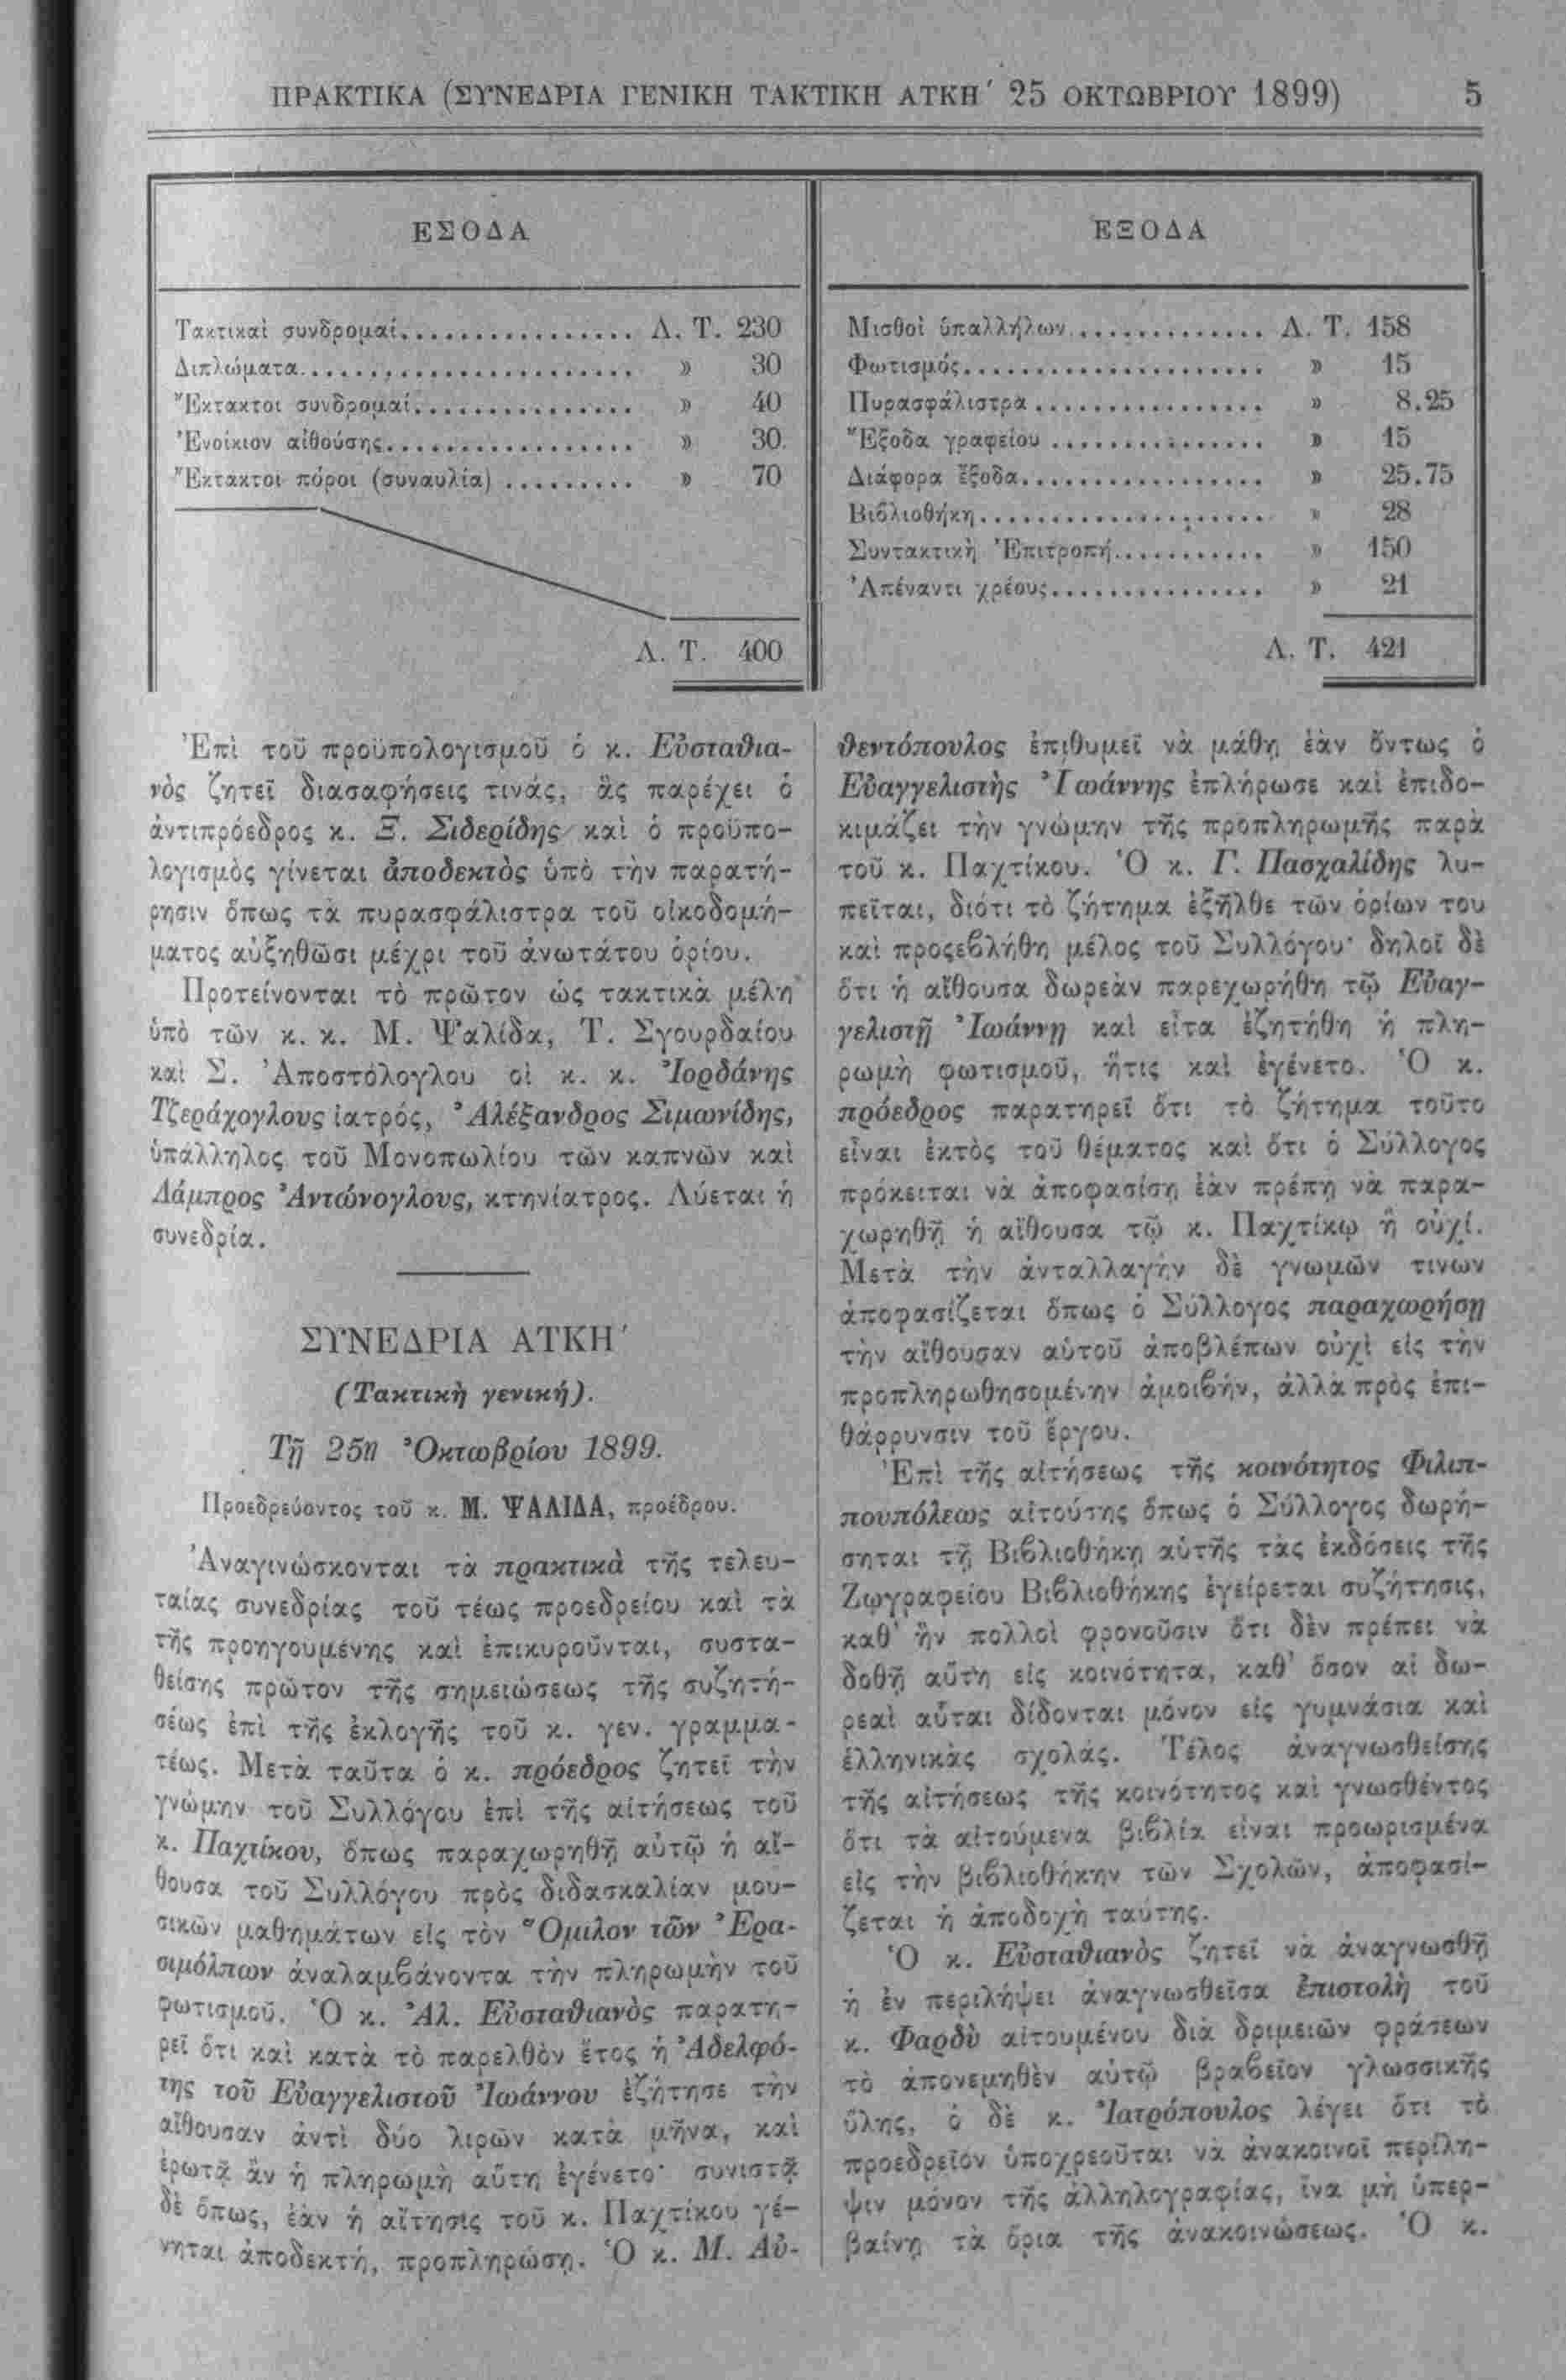 ΠΡΑΚΤΙΚΑ (ΣΥΝΕΔΡΙΑ ΓΕΝΙΚΗ ΤΑΚΤΙΚΗ ΑΤΚΗ΄ 25 ΟΚΤΩΒΡΙΟΥ 1899) 5
ΕΣΟΔΑ
Τακτικαὶ συνδρομαί................ Λ. Τ. 230
Διπλώματα....................... » 30
Ἔκτακτοι συνδρομαί............... » 40
Ἐνοίκιον αἰθούσης................. » 30
Ἔκτακτοι πόροι (συναυλία) ......... » 70
Λ. Τ. 400
ΕΞΟΔΑ
Μισθοὶ ὑπαλλήλων.............. Λ. Τ. 158
Φωτισμός..................... » 15
Πυρασφάλιστρα ................ » 8.25
Ἔξοδα γραφείου ............... » 15
Διάφορα ἔξοδα................. » 25.75
Βιβλιοθήκη.................... » 28
Συντακτικὴ Ἐπιτροπή........... » 150
Ἀπέναντι χρέους............... » 21
Λ. Τ. 421
Ἐπὶ τοῦ προϋπολογισμοῦ ὁ κ. Εὐσταθια-
νὸς ζητεῖ διασαφήσεις τινάς, ἃς παρέχει ὁ
ἀντιπρόεδρος κ. Ξ. Σιδερίδης καὶ ὁ προϋπο-
λογισμὸς γίνεται ἀποδεκτὸς ὑπὸ τὴν παρατή-
ρησιν ὅπως τὰ πυρασφάλιστρα τοῦ οἰκοδομή-
ματος αὐξηθῶσι μέχρι τοῦ ἀνωτάτου ὁρίου.
Προτείνονται τὸ πρῶτον ὡς τακτικὰ μέλη
ὑπὸ τῶν κ. κ. Μ. Ψαλίδα, Τ. Σγουρδαίου
καὶ Σ. Ἀποστόλογλου οἱ κ. κ. Ἰορδάνης
Τζεράχογλους ἰατρός, Ἀλέξανδρος Σιμωνίδης,
ὑπάλληλος τοῦ Μονοπωλίου τῶν καπνῶν καὶ
Λάμπρος Ἀντώνογλους, κτηνίατρος. Λύεται ἡ
συνεδρία.
ΣΥΝΕΔΡΙΑ ΑΤΚΗ΄
(Τακτικὴ γενική).
Τῇ 25ῃ Ὀκτωβρίου 1899.
Προεδρεύοντος τοῦ κ. Μ. ΨΑΛΙΔΑ, προέδρου.
Ἀναγινώσκονται τὰ πρακτικὰ τῆς τελευ-
ταίας συνεδρίας τοῦ τέως προεδρείου καὶ τὰ
τῆς προηγουμένης καὶ ἐπικυροῦνται, συστα-
θείσης πρῶτον τῆς σημειώσεως τῆς συζητή-
σέως ἐπὶ τῆς ἐκλογῆς τοῦ κ. γεν. γραμμα-
τέως. Μετὰ ταῦτα ὁ κ. πρόεδρος ζητεῖ τὴν
γνώμην τοῦ Συλλόγου ἐπὶ τῆς αἰτήσεως τοῦ
κ. Παχτίκου, ὅπως παραχωρηθῇ αὐτῷ ἡ αἴ-
θουσα τοῦ Συλλόγου πρὸς διδασκαλίαν μου-
σικῶν μαθημάτων εἰς τὸν Ὅμιλον τῶν Ἐρα-
σιμόλπων ἀναλαμβάνοντα τὴν πληρωμὴν τοῦ
φωτισμοῦ. Ὁ κ. Ἀλ. Εὐσταθιανὸς παρατη-
ρεῖ ὅτι καὶ κατὰ τὸ παρελθὸν ἔτος ἡ Ἀδελφό-
της τοῦ Εὐαγγελιστοῦ Ἰωάννου ἐζήτησε τὴν
αἴθουσαν ἀντὶ δύο λιρῶν κατὰ μῆνα, καὶ
ἐρωτᾷ ἂν ἡ πληρωμὴ αὕτη ἐγένετο· συνιστᾷ
δὲ ὅπως, ἐὰν ἡ αἴτησις τοῦ κ. Παχτίκου γέ-
νηται ἀποδεκτή, προπληρώσῃ. Ὁ κ. Μ. Αὐ-
θεντόπουλος ἐπιθυμεῖ νὰ μάθῃ ἐὰν ὄντως ὁ
Εὐαγγελιστὴς Ἰωάννης ἐπλήρωσε καὶ ἐπιδο-
κιμάζει τὴν γνώμην τῆς προπληρωμῆς παρὰ
τοῦ κ. Παχτίκου. Ὁ κ. Γ. Πασχαλίδης λυ-
πεῖται, διότι τὸ ζήτημα ἐξῆλθε τῶν ὁρίων του
καὶ προςεβλήθη μέλος τοῦ Συλλόγου· δηλοῖ δὲ
ὅτι ἡ αἴθουσα δωρεὰν παρεχωρήθη τῷ Εὐαγ-
γελιστῇ Ἰωάννῃ καὶ εἶτα ἐζητήθη ἡ πλη-
ρωμὴ φωτισμοῦ, ἥτις καὶ ἐγένετο. Ὁ κ.
πρόεδρος παρατηρεῖ ὅτι τὸ ζήτημα τοῦτο
εἶναι ἐκτὸς τοῦ θέματος καὶ ὅτι ὁ Σύλλογος
πρόκειται νὰ ἀποφασίσῃ ἐὰν πρέπῃ νὰ παρα-
χωρηθῇ ἡ αἴθουσα τῷ κ. Παχτίκῳ ἢ οὐχί.
Μετὰ τὴν ἀνταλλαγὴν δὲ γνωμῶν τινων
ἀποφασίζεται ὅπως ὁ Σύλλογος παραχωρήσῃ
τὴν αἴθουσαν αὐτοῦ ἀποβλέπων οὐχὶ εἰς τὴν
προπληρωθησομένην ἀμοιβήν, ἀλλὰ πρὸς ἐπι-
θάρρυνσιν τοῦ ἔργου.
Ἐπὶ τῆς αἰτήσεως τῆς κοινότητος Φιλιπ-
πουπόλεως αἰτούσης ὅπως ὁ Σύλλογος δωρή-
σηται τῇ Βιβλιοθήκῃ αὐτῆς τὰς ἐκδόσεις τῆς
Ζωγραφείου Βιβλιοθήκης ἐγείρεται συζήτησις,
καθ' ἣν πολλοὶ φρονοῦσιν ὅτι δὲν πρέπει νὰ
δοθῇ αὕτη εἰς κοινότητα, καθ' ὅσον αἱ δω-
ρεαὶ αὗται δίδονται μόνον εἰς γυμνάσια καὶ
ἑλληνικὰς σχολάς. Τέλος ἀναγνωσθείσης
τῆς αἰτήσεως τῆς κοινότητος καὶ γνωσθέντος
ὅτι τὰ αἰτούμενα βιβλία εἶναι προωρισμένα
εἰς τὴν βιβλιοθήκην τῶν Σχολῶν, ἀποφασί-
ζεται ἡ ἀποδοχὴ ταύτης.
Ὁ κ. Εὐσταθιανὸς ζητεῖ νὰ ἀναγνωσθῇ
ἡ ἐν περιλήψει ἀναγνωσθεῖσα ἐπιστολὴ τοῦ
κ. Φαρδὺ αἰτουμένου διὰ δριμειῶν φράσεων
τὸ ἀπονεμηθὲν αὐτῷ βραβεῖον γλωσσικῆς
ὕλης, ὁ δὲ κ. Ἰατρόπουλος λέγει ὅτι τὸ
προεδρεῖον ὑποχρεοῦται νὰ ἀνακοινοῖ περίλη-
ψιν μόνον τῆς ἀλληλογραφίας, ἵνα μὴ ὑπερ-
βαίνῃ τὰ ὅρια τῆς ἀνακοινώσεως. Ὁ κ.